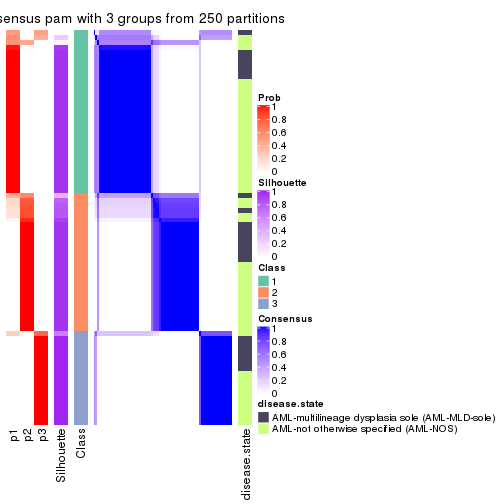 sensus pam with 3 groups from 250 partitions
Prob
1
0.8
0.6
0.4
0.2
0
Silhouette
1
0.8
0.6
0.4
0.2
0
Class
1
2
3
Consensus
1
0.8
0.6
0.4
0.2
0
disease.state
AML-multilineage dysplasia sole (AML-MLD-sole)
AML-not otherwise specified (AML-NOS)
p1
p2
p3
Silhouette
Class
disease.state